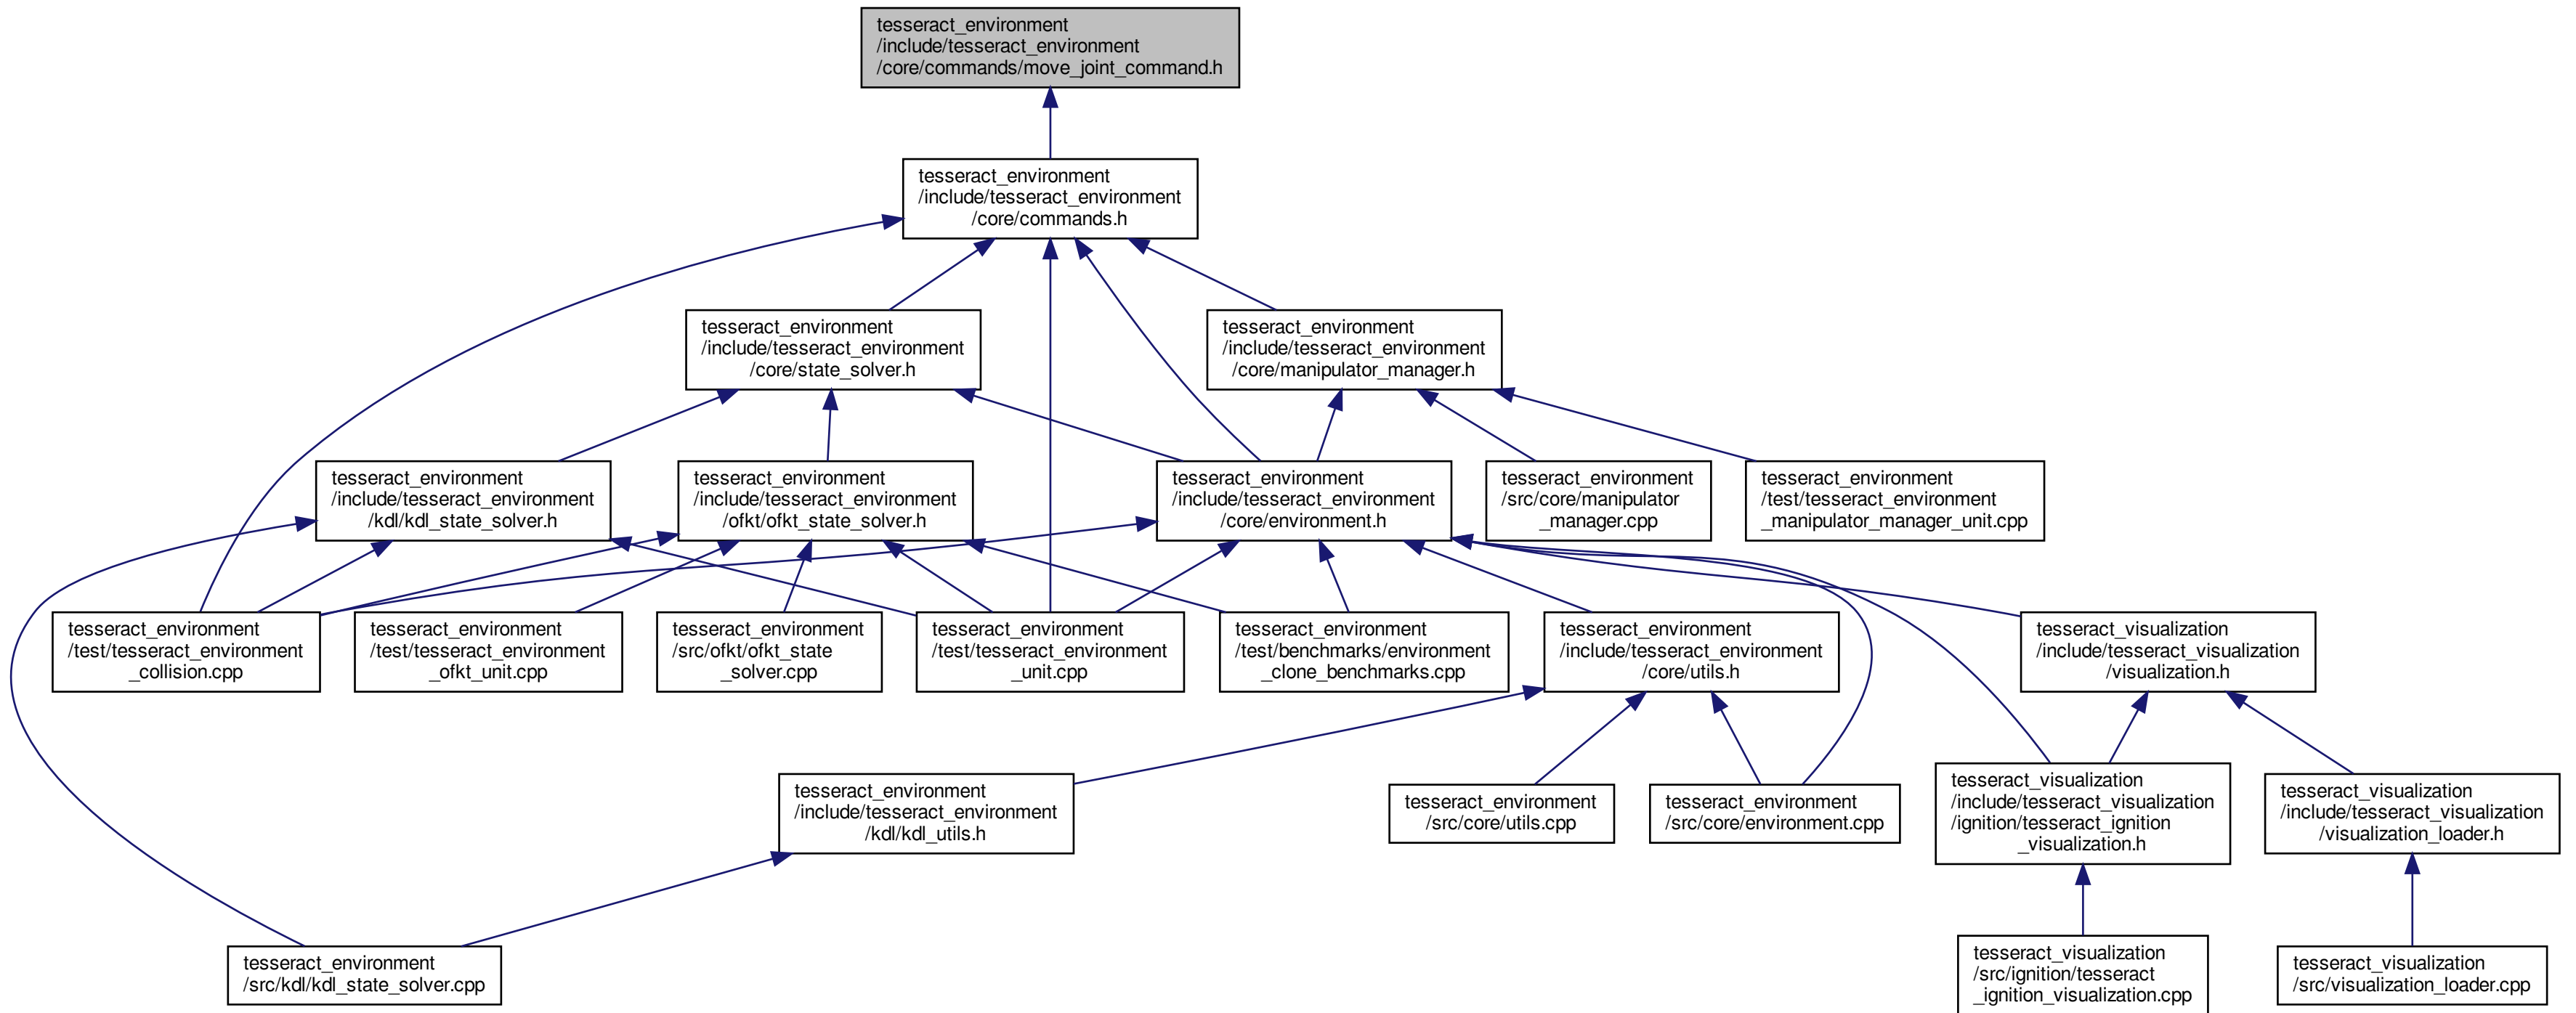 tesseract_environment
/include/tesseract_environment
/core/commands/move_joint_command.h
tesseract_environment
/include/tesseract_environment
/core/commands.h
tesseract_environment
/include/tesseract_environment
/core/state_solver.h
tesseract_environment
/include/tesseract_environment
/core/manipulator_manager.h
tesseract_environment
/include/tesseract_environment
/kdl/kdl_state_solver.h
tesseract_environment
/include/tesseract_environment
/ofkt/ofkt_state_solver.h
tesseract_environment
/include/tesseract_environment
/core/environment.h
tesseract_environment
/src/core/manipulator
_manager.cpp
tesseract_environment
/test/tesseract_environment
_manipulator_manager_unit.cpp
tesseract_environment
/test/tesseract_environment
_collision.cpp
tesseract_environment
/test/tesseract_environment
_ofkt_unit.cpp
tesseract_environment
/src/ofkt/ofkt_state
_solver.cpp
tesseract_environment
/test/tesseract_environment
_unit.cpp
tesseract_environment
/test/benchmarks/environment
_clone_benchmarks.cpp
tesseract_environment
/include/tesseract_environment
/core/utils.h
tesseract_visualization
/include/tesseract_visualization
/visualization.h
tesseract_environment
/include/tesseract_environment
/kdl/kdl_utils.h
tesseract_environment
/src/core/utils.cpp
tesseract_environment
/src/core/environment.cpp
tesseract_visualization
/include/tesseract_visualization
/ignition/tesseract_ignition
_visualization.h
tesseract_visualization
/include/tesseract_visualization
/visualization_loader.h
tesseract_environment
/src/kdl/kdl_state_solver.cpp
tesseract_visualization
/src/ignition/tesseract
_ignition_visualization.cpp
tesseract_visualization
/src/visualization_loader.cpp